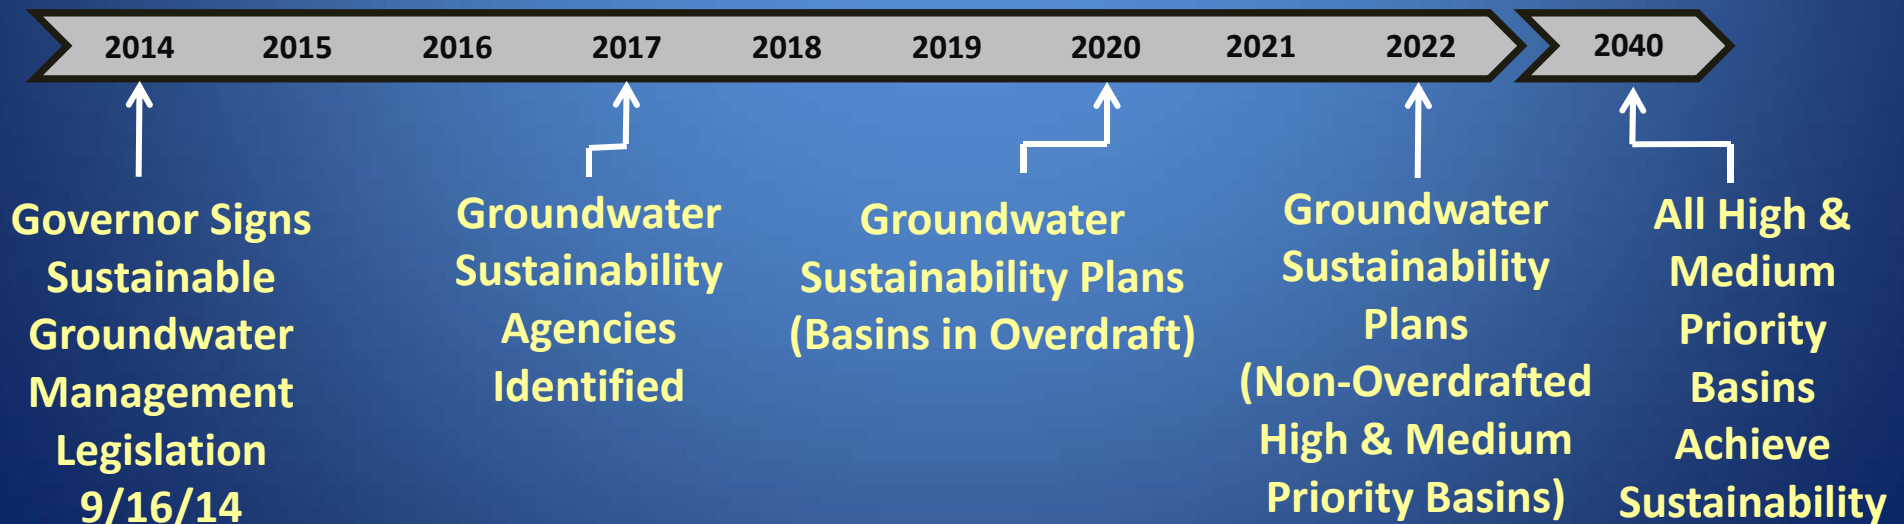 2014 2015 2016 2017 2018 2019 2020 2021 2022 2040
Governor Signs
Sustainable
Groundwater
Management
Legislation
9/16/14
Groundwater
Sustainability
Agencies
Identified
Groundwater
Sustainability Plans
(Basins in Overdraft)
Groundwater
Sustainability
Plans
(Non-Overdrafted
High & Medium
Priority Basins)
All High &
Medium
Priority
Basins
Achieve
Sustainability